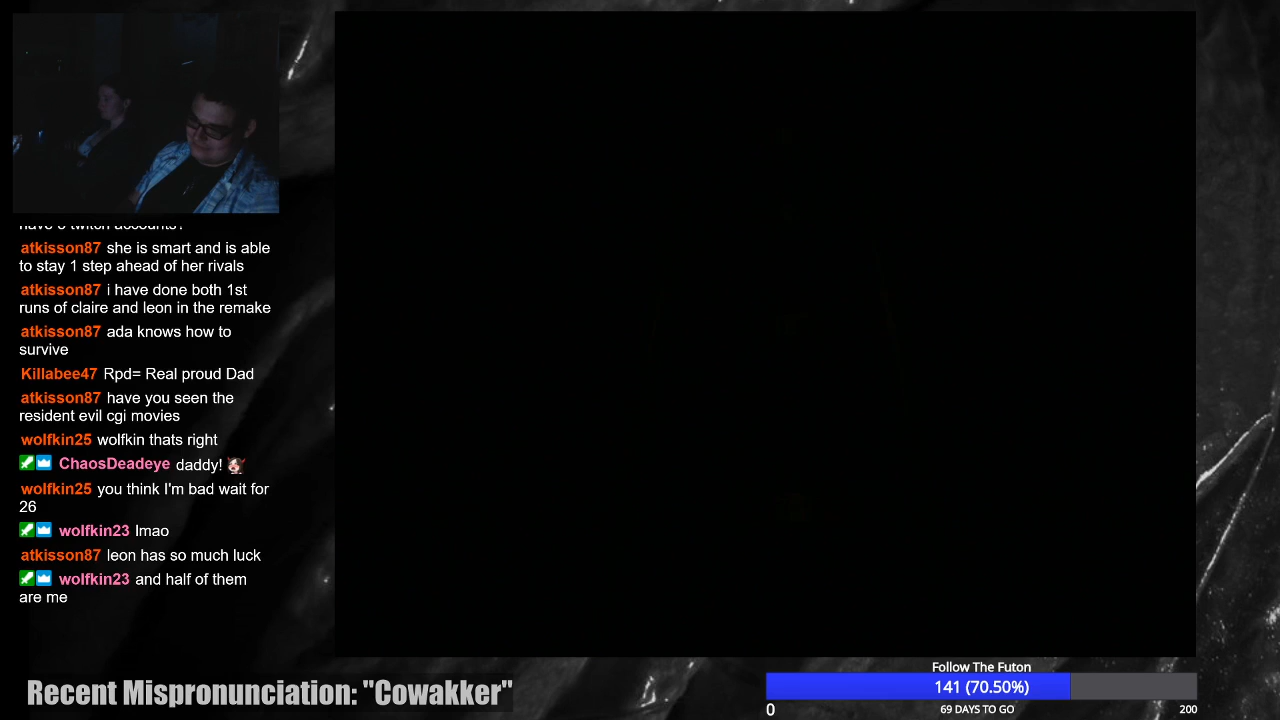 atkisson87 she is smart and is able
to stay 1 step ahead of her rivals
atkisson87 i have done both 1st
runs of claire and leon in the remake
atkisson87 ada knows how to
survive
Killabee47 Rpd= Real proud Dad
atkisson87 have you seen the
resident evil cgi movies
wolfkin25 wolfkin thats right
ChaosDeadeye daddy!
wolfkin25 you think I'm bad wait for
26
wolfkin23 lmao
atkisson87 leon has so much luck
wolfkin23 and half of them
are me
Recent Mispronunciation: "Cowakker"
Follow The Futon
141 (70.50%)
0 69 DAYS TO GO 200